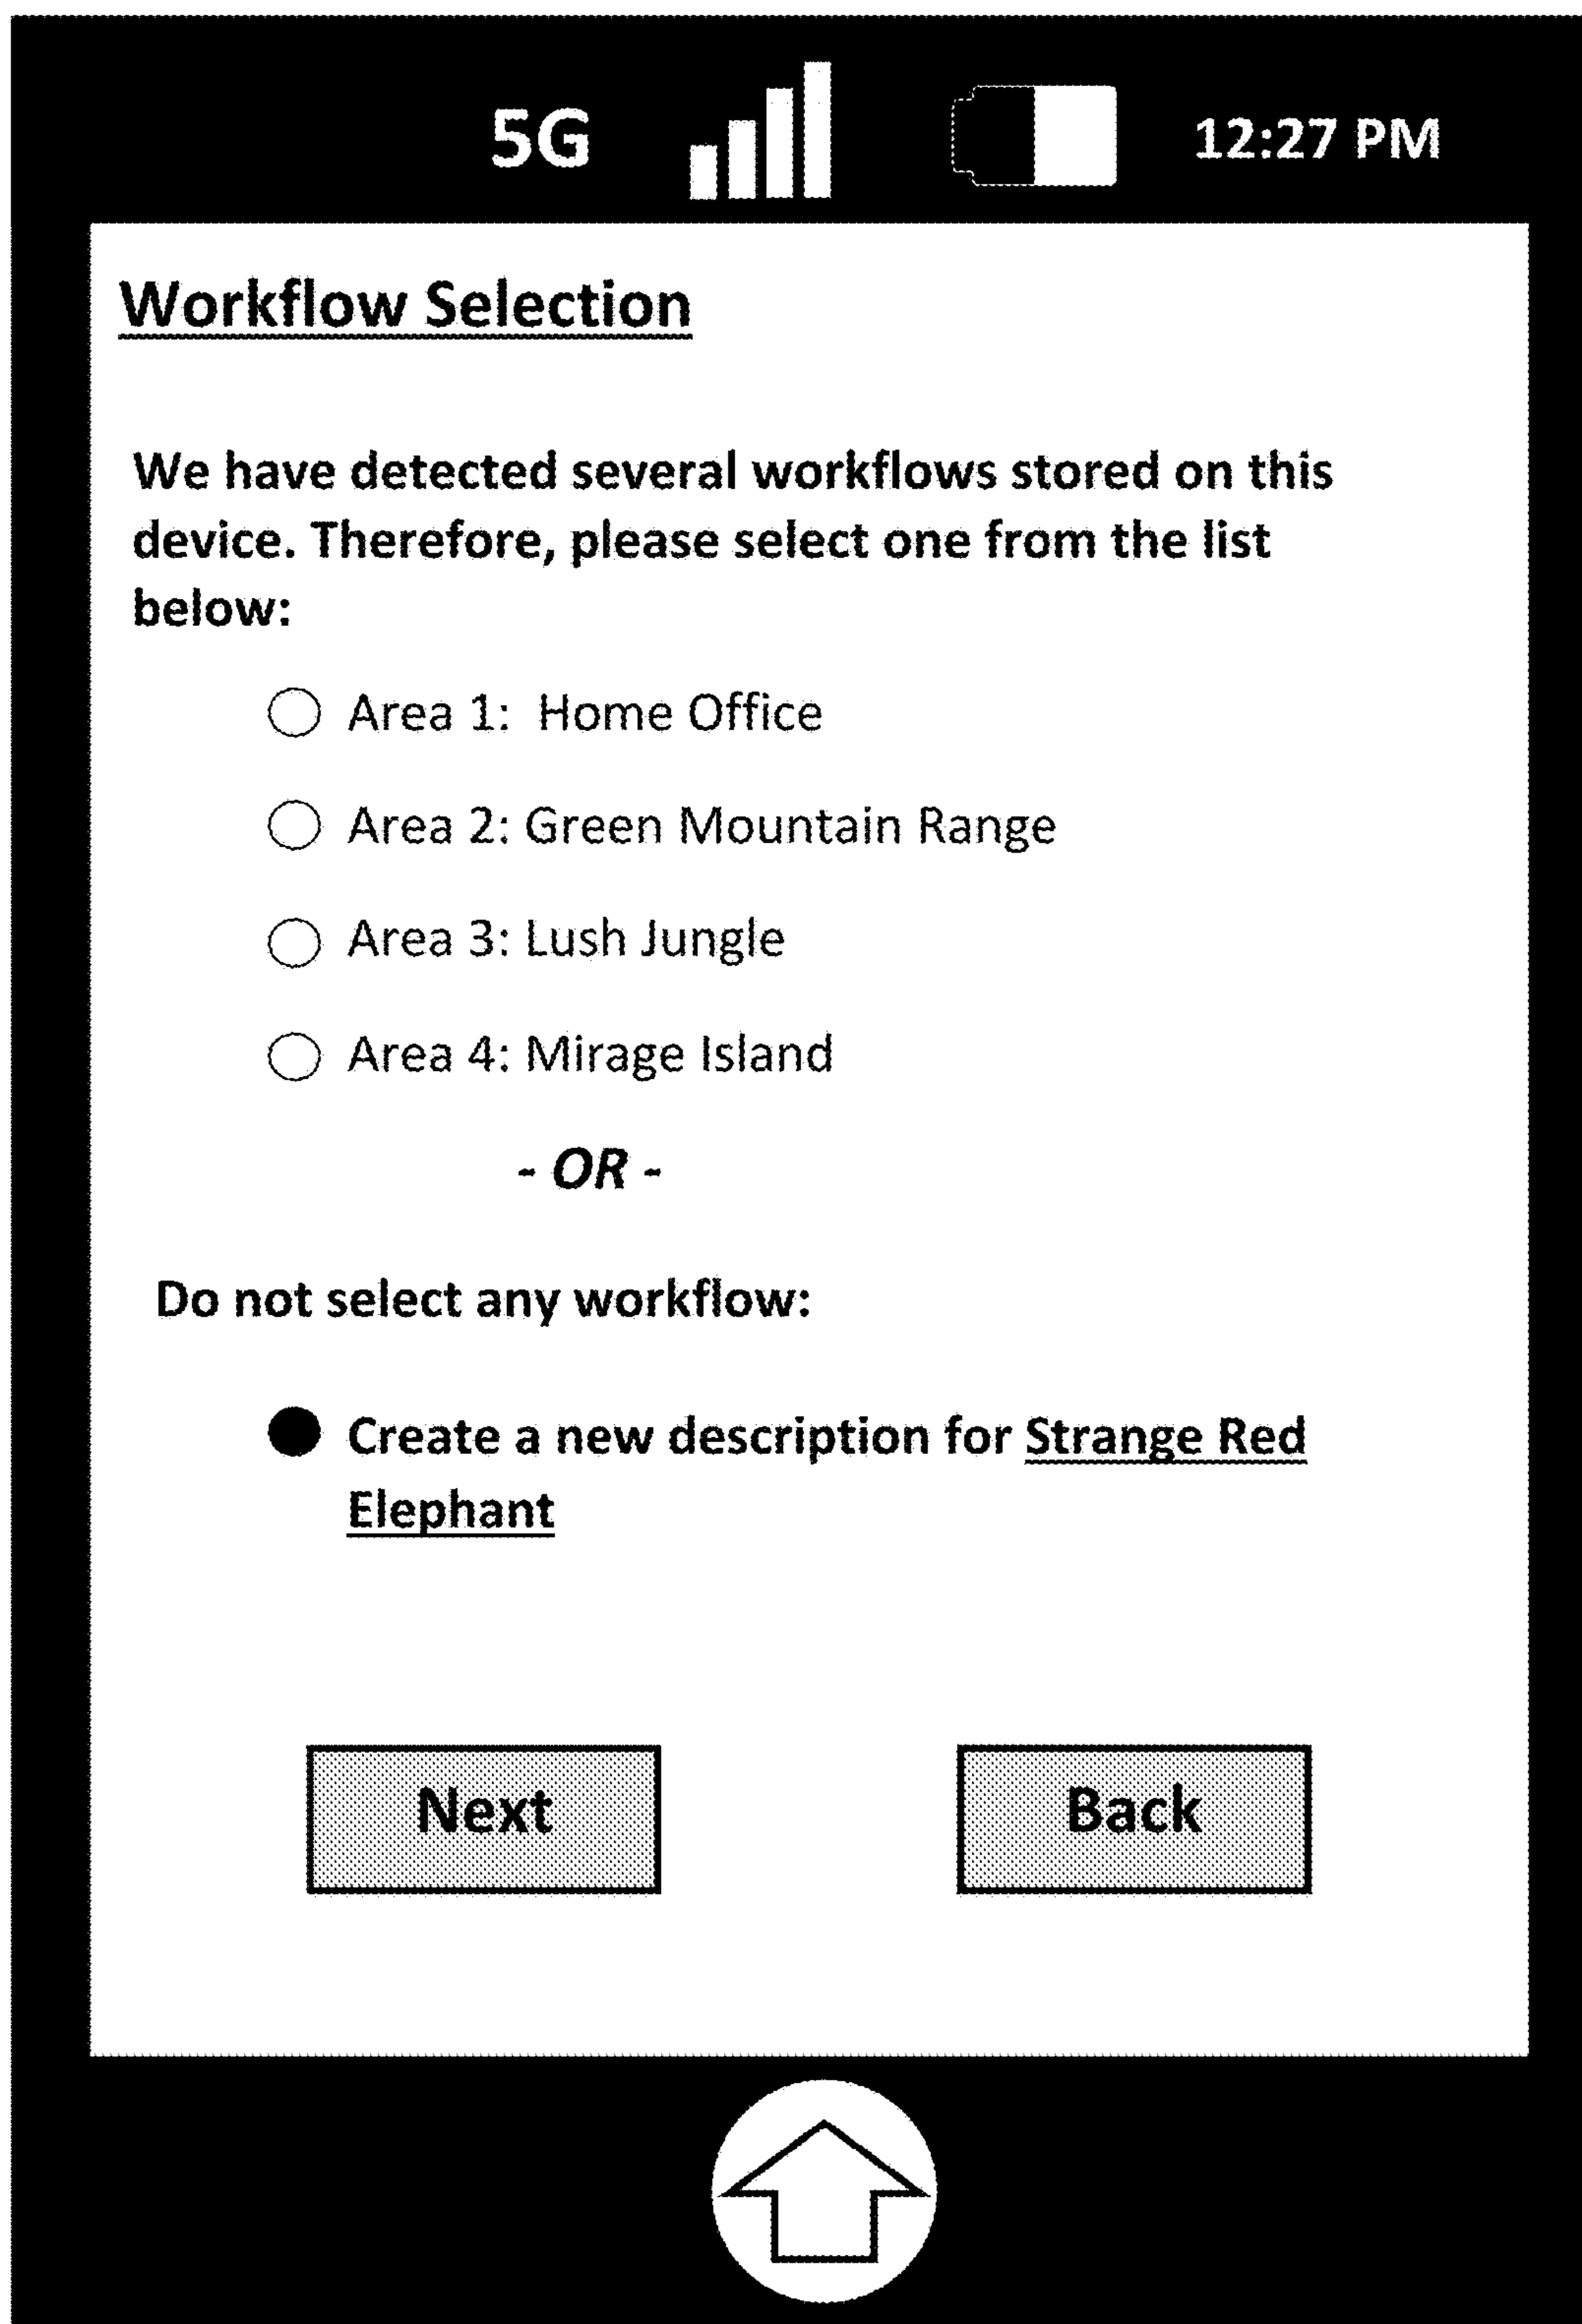 5G 12:27 PM
Workflow Selection
We have detected several workflows stored on this
device. Therefore, please select one from the list
below:
Area 1:  Home Office
Area 2: Green Mountain Range
Area 3: Lush Jungle
Area 4: Mirage Island
- OR -
Do not select any workflow:
Create a new description for Strange Red
Elephant
Next Back